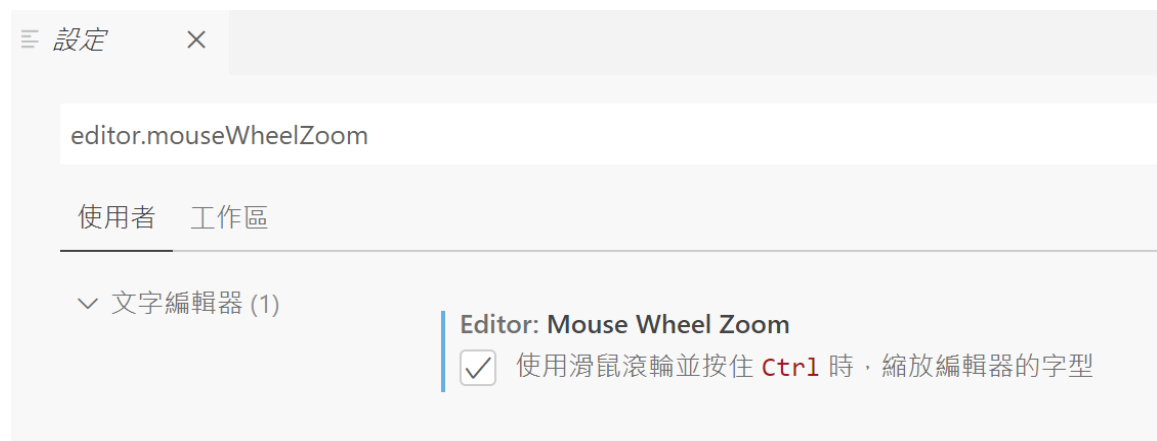 設定
editor.mouseWheelZoom
使用者 工作區
文字編輯器 (1)
Editor: Mouse Wheel Zoom
使用滑鼠滾輪並按住 Ctrl 時，縮放編輯器的字型